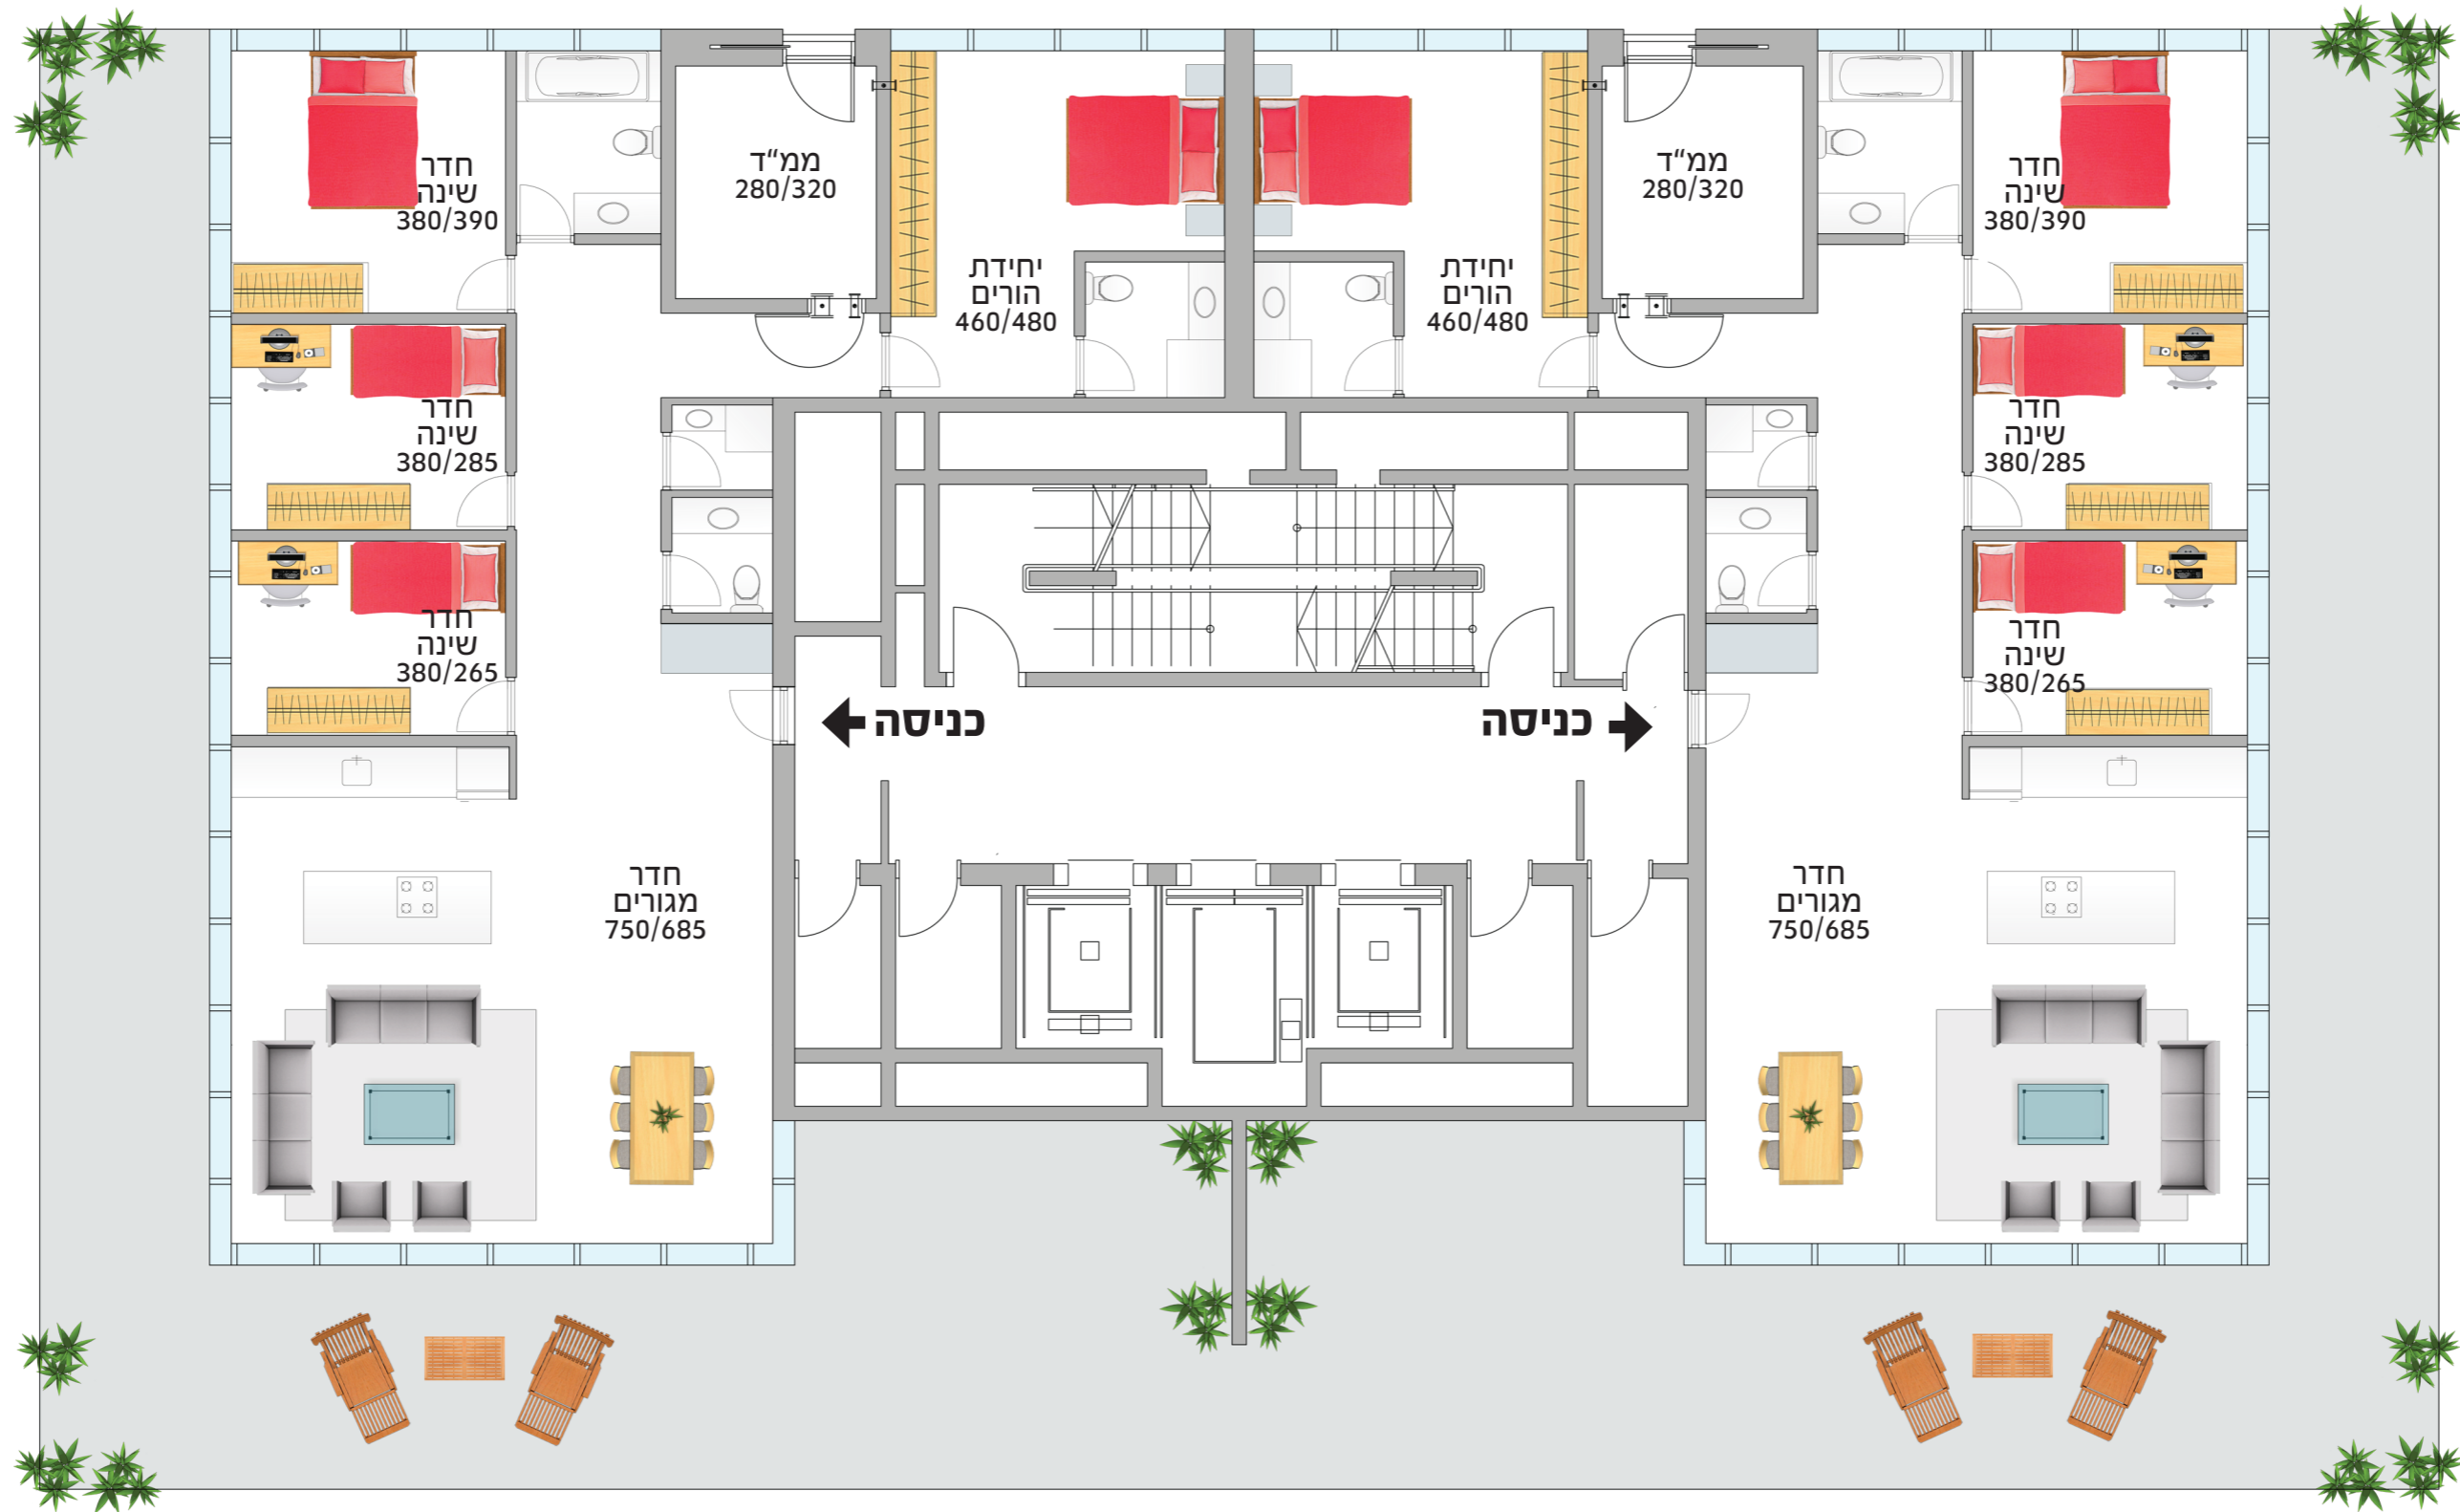 חדר
שינה
380/390
ממ״ד
280/320
יחידת
הורים
460/480
יחידת
הורים
460/480
ממ״ד
280/320
חדר
שינה
380/390
חדר
שינה
380/285
חדר
שינה
380/285
חדר
שינה
380/265
חדר
שינה
380/265
כניסה
כניסה
חדר
מגורים
750/685
חדר
מגורים
750/685